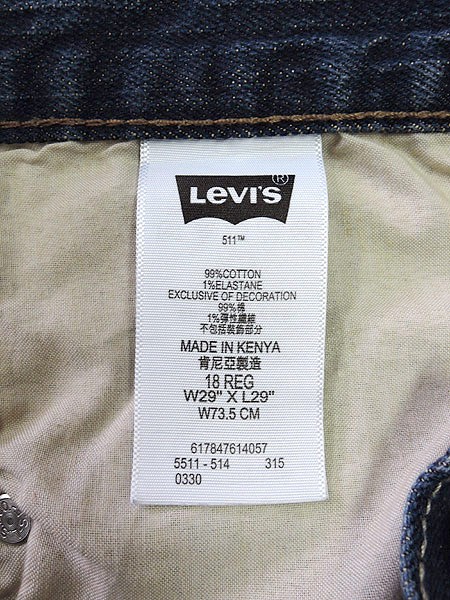 Levi's®
511™
99%COTTON
1%ELASTANE
EXCLUSIVE OF DECORATION
99%棉
1%彈性纖維
不包括裝飾部分
MADE IN KENYA
肯尼亞製造
18 REG
W29" X L29"
W73.5 CM
617847614057
5511 - 514 315
0330